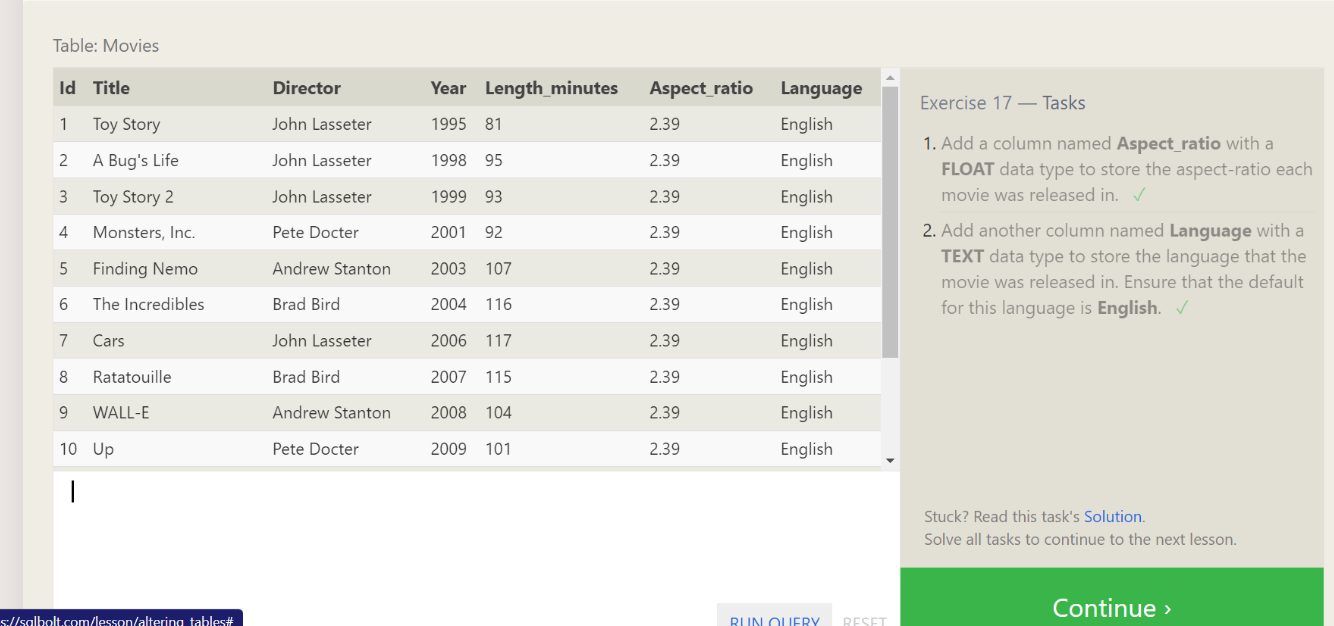 Table: Movies
Id Title Director Year Length_minutes Aspect_ratio Language
1 Toy Story John Lasseter 1995 81 2.39 English
2 A Bug's Life John Lasseter 1998 95 2.39 English
3 Toy Story 2 John Lasseter 1999 93 2.39 English
4 Monsters, Inc. Pete Docter 2001 92 2.39 English
5 Finding Nemo Andrew Stanton 2003 107 2.39 English
6 The Incredibles Brad Bird 2004 116 2.39 English
7 Cars John Lasseter 2006 117 2.39 English
8 Ratatouille Brad Bird 2007 115 2.39 English
9 WALL-E Andrew Stanton 2008 104 2.39 English
10 Up Pete Docter 2009 101 2.39 English
Exercise 17 — Tasks
1. Add a column named Aspect_ratio with a
FLOAT data type to store the aspect-ratio each
movie was released in. ✓
2. Add another column named Language with a
TEXT data type to store the language that the
movie was released in. Ensure that the default
for this language is English. ✓
Stuck? Read this task's Solution.
Solve all tasks to continue to the next lesson.
Continue ›
RUN QUERY RESET
s://sqlbolt.com/lesson/altering_tables#